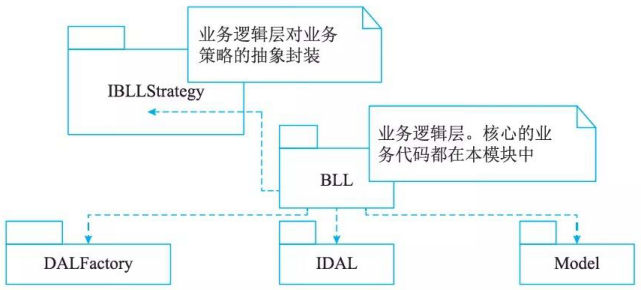 业务逻辑层对业务
策略的抽象封装
IBLLStrategy
业务逻辑层。核心的业
务代码都在本模块中
BLL
DALFactory
IDAL
Model